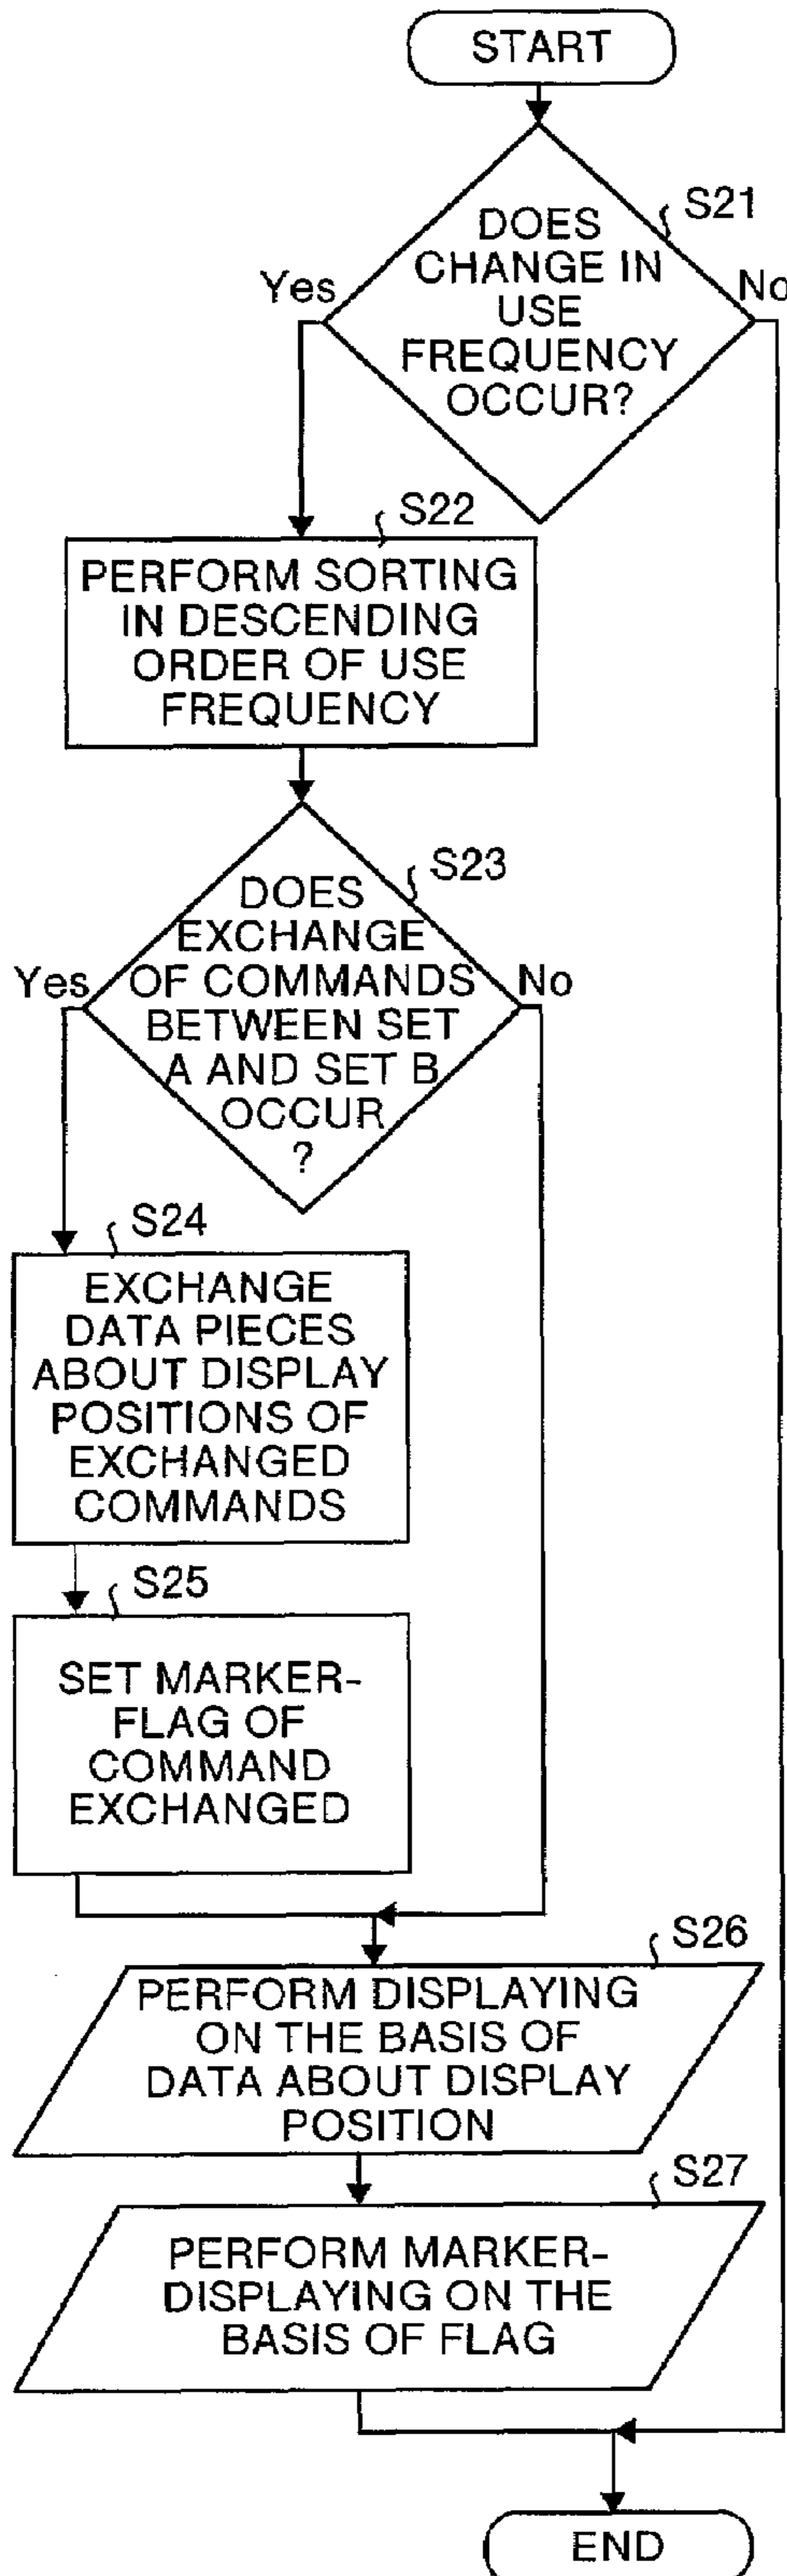 START
S21
DOES
CHANGE IN
USE
FREQUENCY
OCCUR?
Yes
No
S22
PERFORM SORTING
IN DESCENDING
ORDER OF USE
FREQUENCY
S23
DOES
EXCHANGE
OF COMMANDS
BETWEEN SET
A AND SET B
OCCUR
?
Yes
No
S24
EXCHANGE
DATA PIECES
ABOUT DISPLAY
POSITIONS OF
EXCHANGED
COMMANDS
S25
SET MARKER-
FLAG OF
COMMAND
EXCHANGED
S26
PERFORM DISPLAYING
ON THE BASIS OF
DATA ABOUT DISPLAY
POSITION
S27
PERFORM MARKER-
DISPLAYING ON THE
BASIS OF FLAG
END